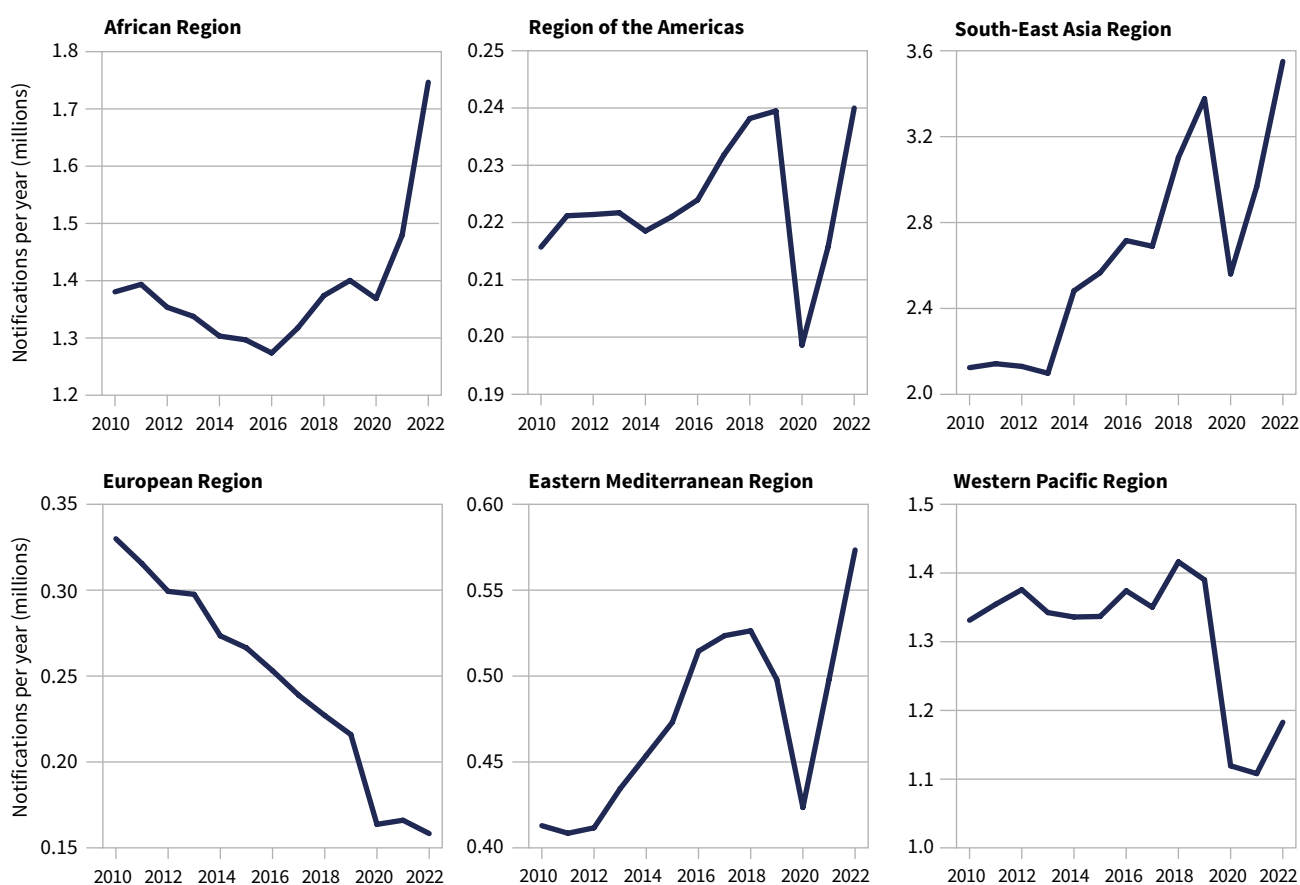 African Region
Region of the Americas
South-East Asia Region
Notifications per year (millions)
1.8
1.7
1.6
1.5
1.4
1.3
1.2
0.25
0.24
0.23
0.22
0.21
0.20
0.19
3.6
3.2
2.8
2.4
2.0
2010 2012 2014 2016 2018 2020 2022
2010 2012 2014 2016 2018 2020 2022
2010 2012 2014 2016 2018 2020 2022
European Region
Eastern Mediterranean Region
Western Pacific Region
Notifications per year (millions)
0.35
0.30
0.25
0.20
0.15
0.60
0.55
0.50
0.45
0.40
1.5
1.4
1.3
1.2
1.1
1.0
2010 2012 2014 2016 2018 2020 2022
2010 2012 2014 2016 2018 2020 2022
2010 2012 2014 2016 2018 2020 2022